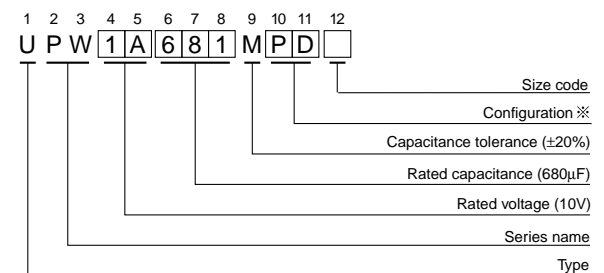 1 2 3 4 5 6 7 8 9 10 11 12
U P W 1 A 6 8 1 M P D
Size code
Configuration ※
Capacitance tolerance (±20%)
Rated capacitance (680µF)
Rated voltage (10V)
Series name
Type